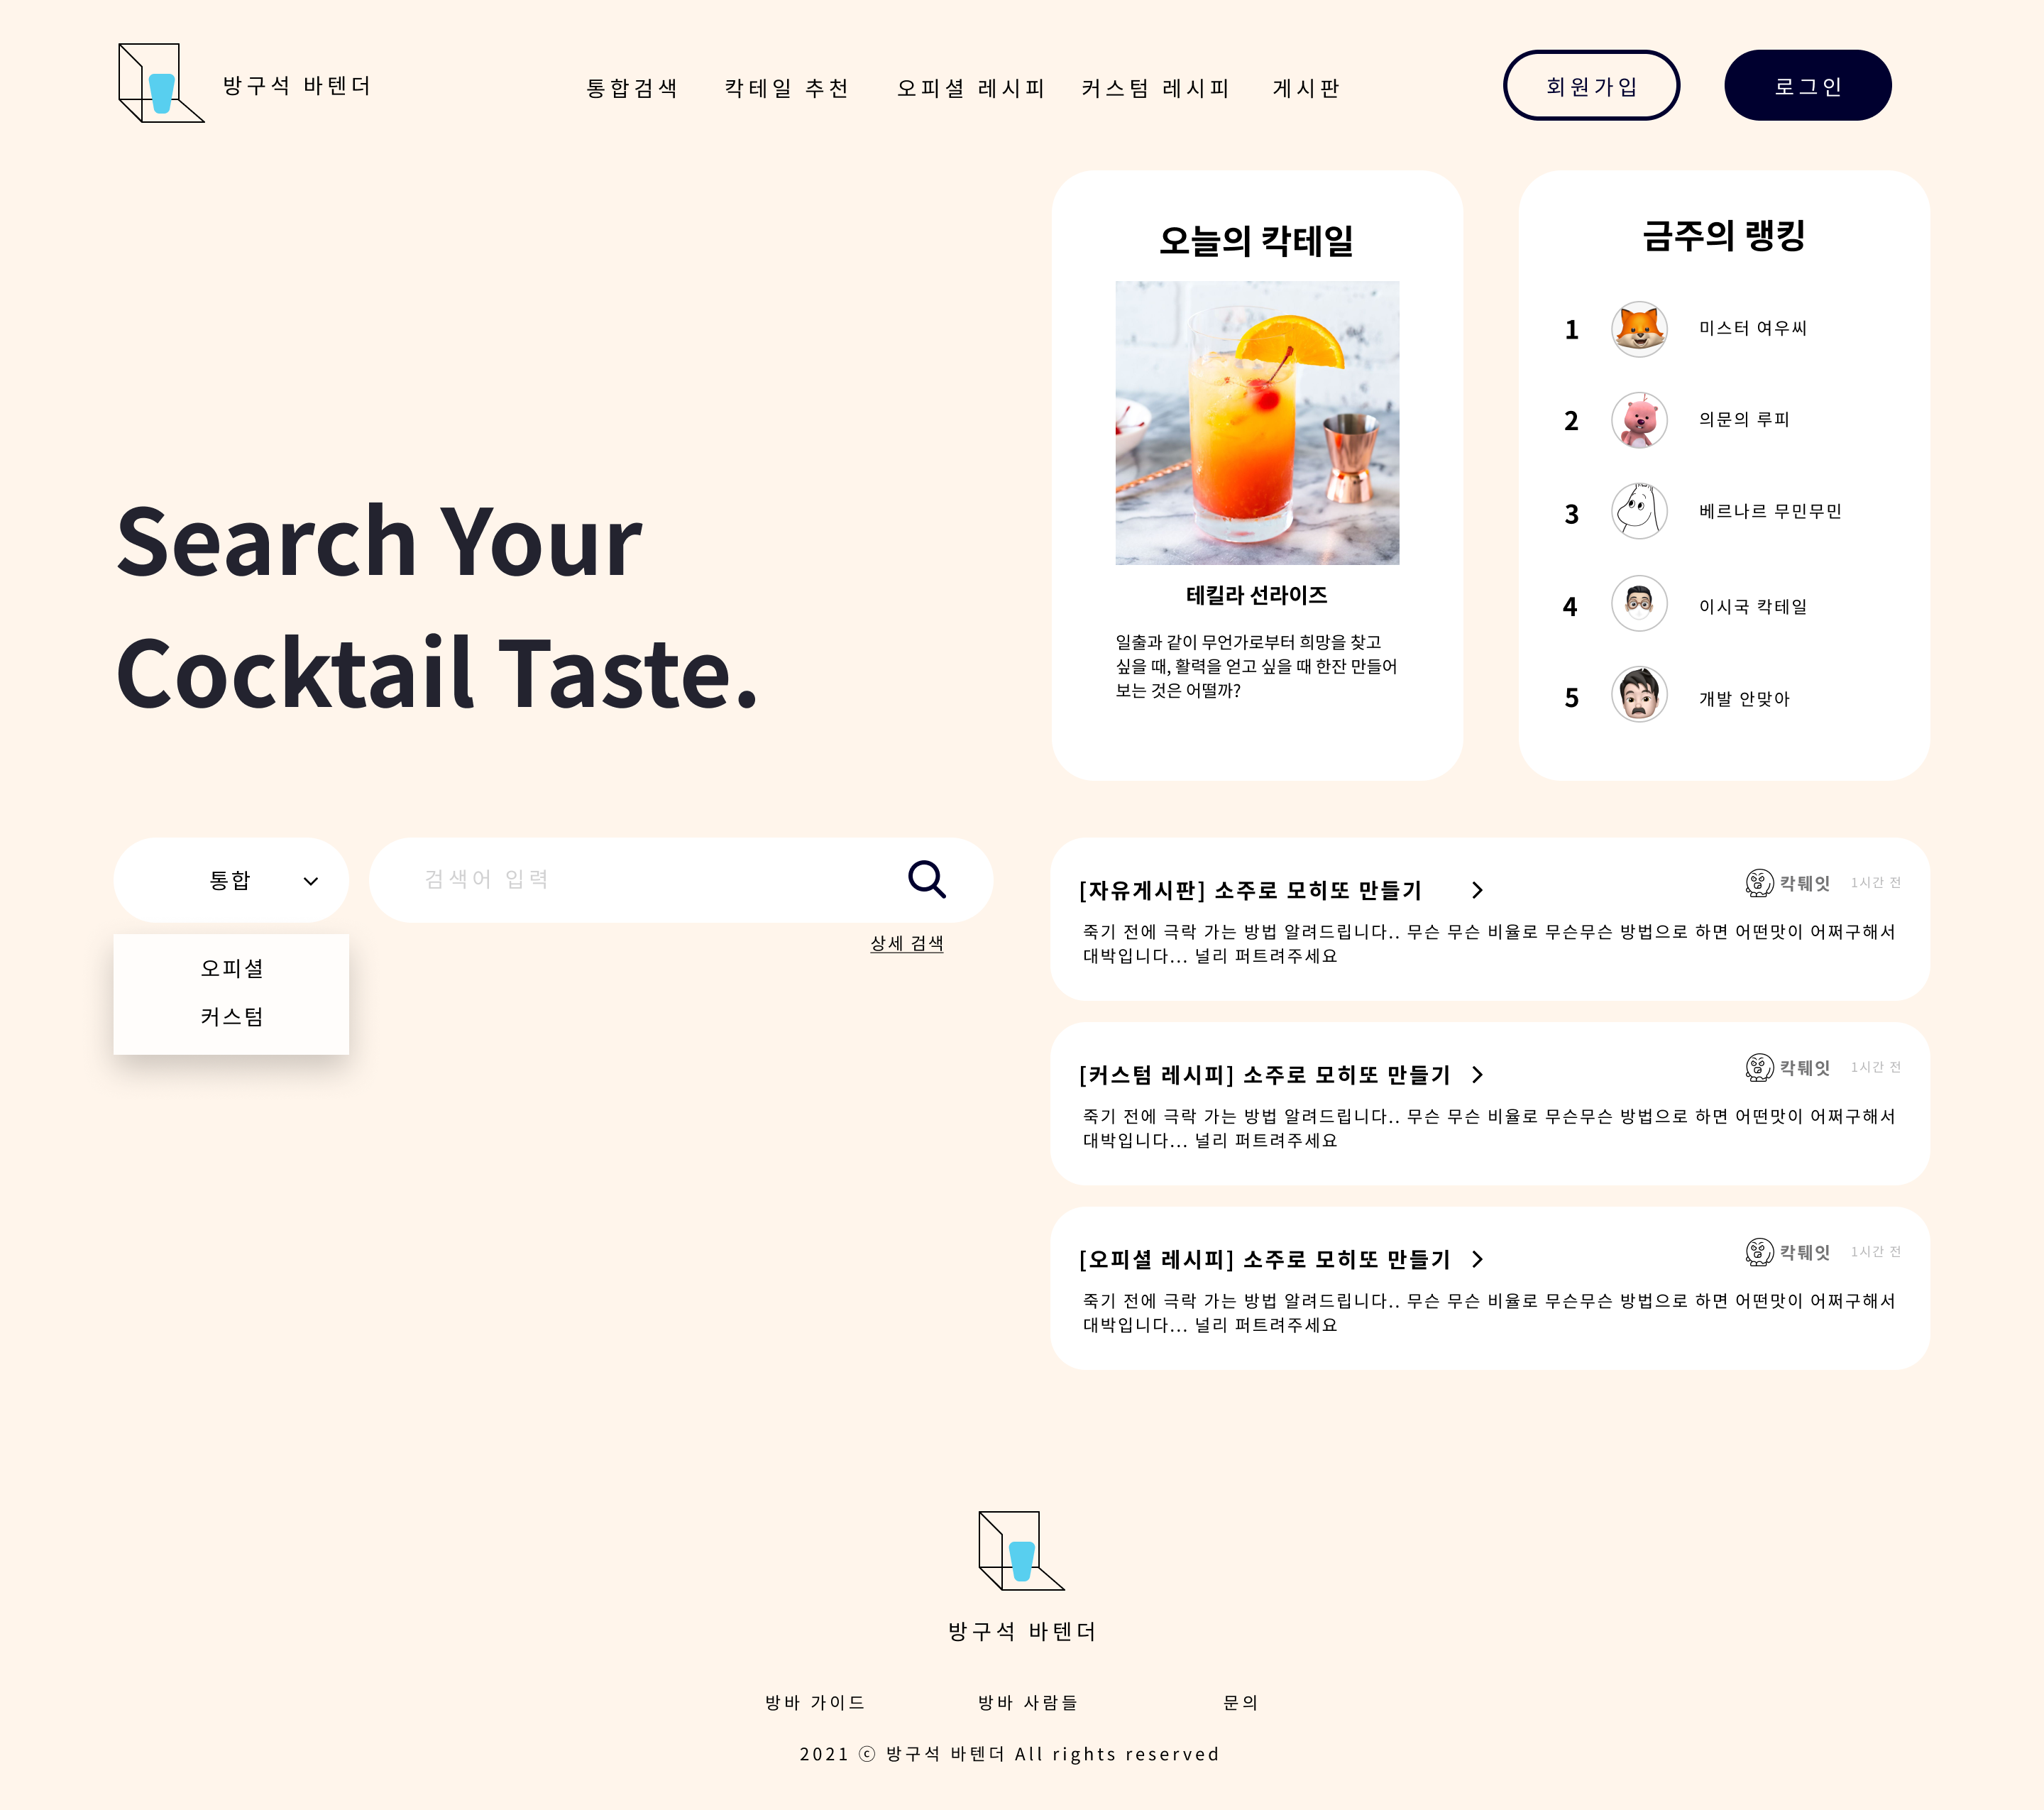 방구석 바텐더
통합검색
칵테일 추천
오피셜 레시피
커스텀 레시피
게시판
회원가입
로그인
Search Your
Cocktail Taste.
통합
검색어 입력
상세 검색
오피셜
커스텀
오늘의 칵테일
테킬라 선라이즈
일출과 같이 무언가로부터 희망을 찾고
싶을 때, 활력을 얻고 싶을 때 한잔 만들어
보는 것은 어떨까?
금주의 랭킹
1 미스터 여우씨
2 의문의 루피
3 베르나르 무민무민
4 이시국 칵테일
5 개발 안맞아
[자유게시판] 소주로 모히또 만들기
칵퉤잇 1시간 전
죽기 전에 극락 가는 방법 알려드립니다.. 무슨 무슨 비율로 무슨무슨 방법으로 하면 어떤맛이 어쩌구해서
대박입니다... 널리 퍼트려주세요
[커스텀 레시피] 소주로 모히또 만들기
칵퉤잇 1시간 전
죽기 전에 극락 가는 방법 알려드립니다.. 무슨 무슨 비율로 무슨무슨 방법으로 하면 어떤맛이 어쩌구해서
대박입니다... 널리 퍼트려주세요
[오피셜 레시피] 소주로 모히또 만들기
칵퉤잇 1시간 전
죽기 전에 극락 가는 방법 알려드립니다.. 무슨 무슨 비율로 무슨무슨 방법으로 하면 어떤맛이 어쩌구해서
대박입니다... 널리 퍼트려주세요
방구석 바텐더
방바 가이드
방바 사람들
문의
2021 ⓒ 방구석 바텐더 All rights reserved